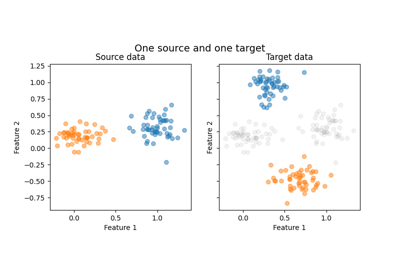 One source and one target
Source data
Target data
1.25
1.00
0.75
0.50
0.25
0.00
−0.25
−0.50
−0.75
Feature 2
Feature 2
0.0
0.5
1.0
0.0
0.5
1.0
Feature 1
Feature 1